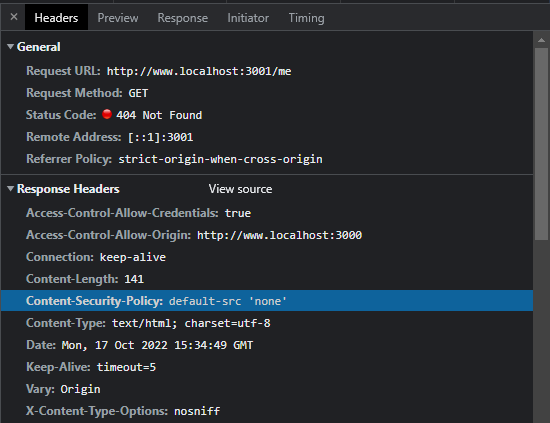 × Headers Preview Response Initiator Timing
▼ General
Request URL: http://www.localhost:3001/me
Request Method: GET
Status Code: 404 Not Found
Remote Address: [::1]:3001
Referrer Policy: strict-origin-when-cross-origin
▼ Response Headers View source
Access-Control-Allow-Credentials: true
Access-Control-Allow-Origin: http://www.localhost:3000
Connection: keep-alive
Content-Length: 141
Content-Security-Policy: default-src 'none'
Content-Type: text/html; charset=utf-8
Date: Mon, 17 Oct 2022 15:34:49 GMT
Keep-Alive: timeout=5
Vary: Origin
X-Content-Type-Options: nosniff